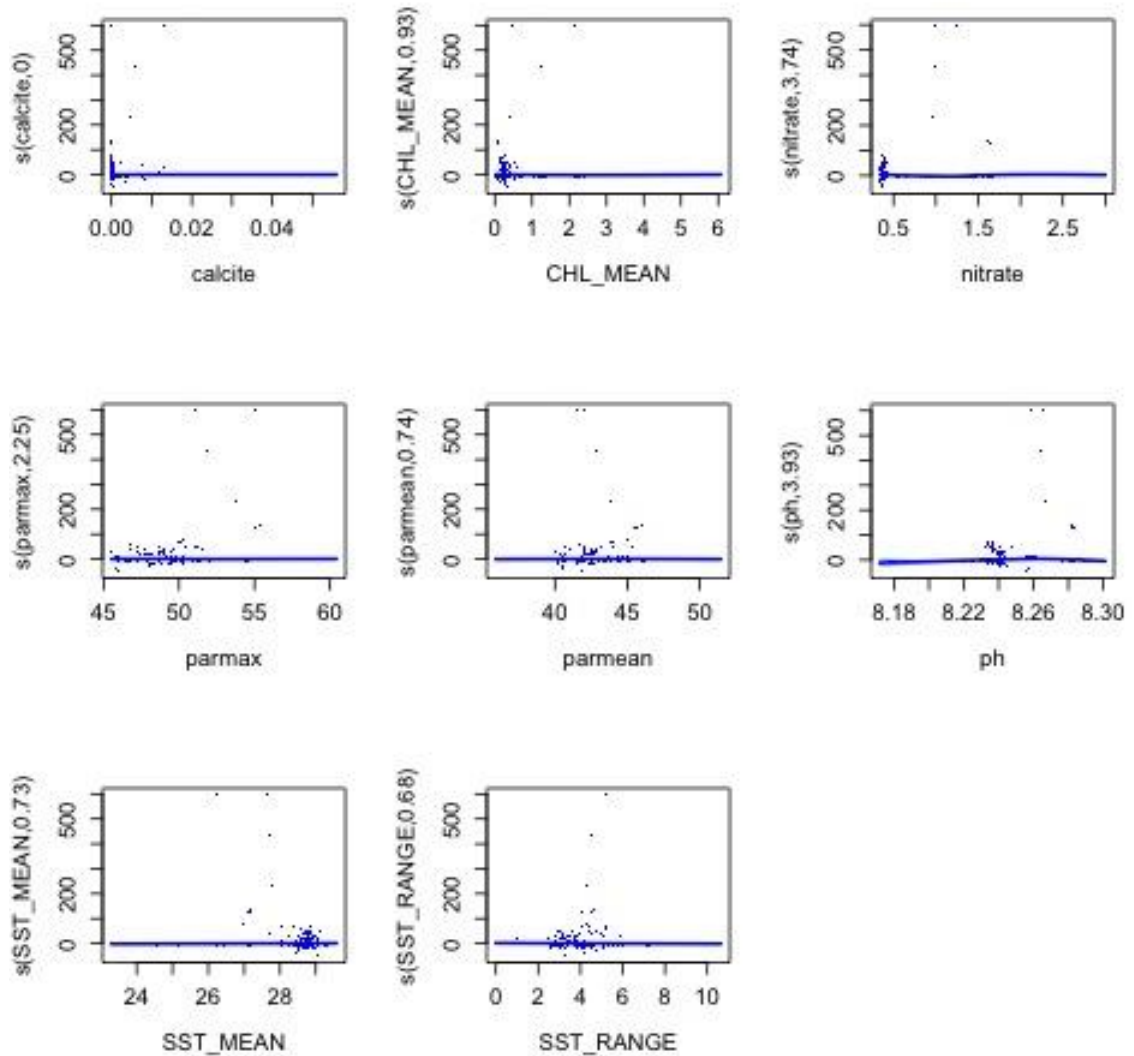 s(calcite,0)
500
200
0
0.00 0.02 0.04
calcite
s(CHL_MEAN,0.93)
500
200
0
0 1 2 3 4 5 6
CHL_MEAN
s(nitrate,3.74)
500
200
0
0.5 1.5 2.5
nitrate
s(parmax,2.25)
500
200
0
45 50 55 60
parmax
s(parmean,0.74)
500
200
0
40 45 50
parmean
s(ph,3.93)
500
200
0
8.18 8.22 8.26 8.30
ph
s(SST_MEAN,0.73)
500
200
0
24 26 28
SST_MEAN
s(SST_RANGE,0.68)
500
200
0
0 2 4 6 8 10
SST_RANGE